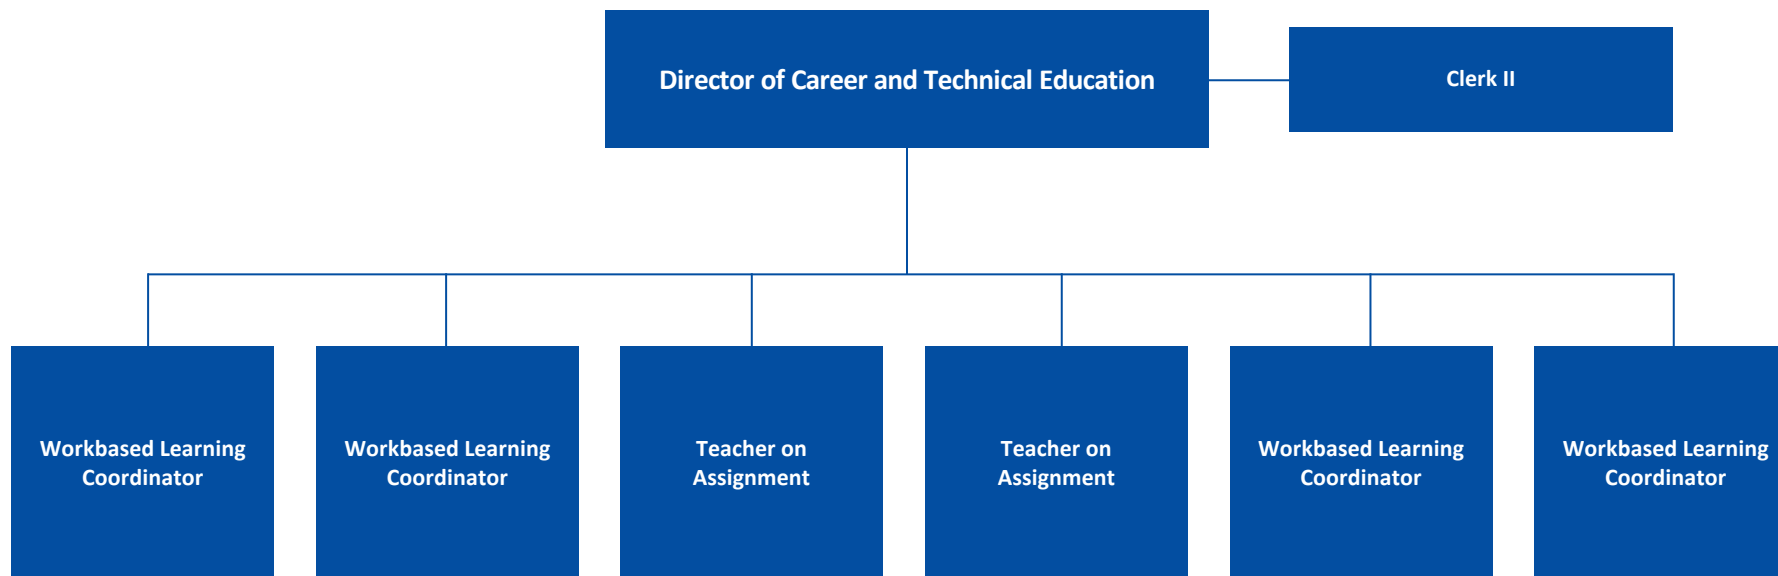 Director of Career and Technical Education
Clerk II
Workbased Learning
Coordinator
Workbased Learning
Coordinator
Teacher on
Assignment
Teacher on
Assignment
Workbased Learning
Coordinator
Workbased Learning
Coordinator